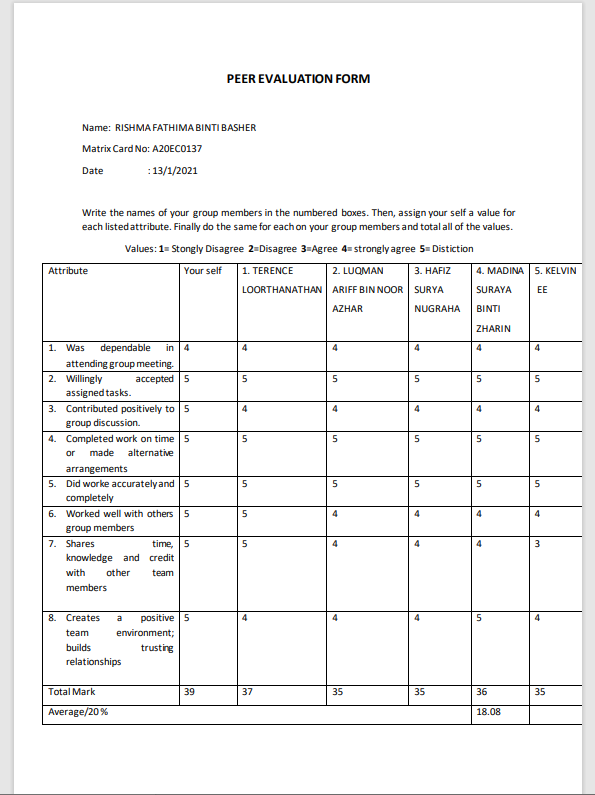 PEER EVALUATION FORM
Name: RISHMA FATHIMA BINTI BASHER
Matrix Card No: A20EC0137
Date : 13/1/2021
Write the names of your group members in the numbered boxes. Then, assign your self a value for
each listed attribute. Finally do the same for each on your group members and total all of the values.
Values: 1= Stongly Disagree 2=Disagree 3=Agree 4= strongly agree 5= Distiction
Attribute Your self 1. TERENCE 2. LUQMAN 3. HAFIZ 4. MADINA 5. KELVIN
LOORTHANATHAN ARIFF BIN NOOR SURYA SURAYA EE
AZHAR NUGRAHA BINTI
ZHARIN
1. Was dependable in 4 4 4 4 4 4
attending group meeting.
2. Willingly accepted 5 5 5 5 5 5
assigned tasks.
3. Contributed positively to 5 4 4 4 4 4
group discussion.
4. Completed work on time 5 5 5 5 5 5
or made alternative
arrangements
5. Did worke accurately and 5 5 5 5 5 5
completely
6. Worked well with others 5 5 4 4 4 4
group members
7. Shares time, 5 5 4 4 4 3
knowledge and credit
with other team
members
8. Creates a positive 5 4 4 4 5 4
team environment;
builds trusting
relationships
Total Mark 39 37 35 35 36 35
Average/20 % 18.08